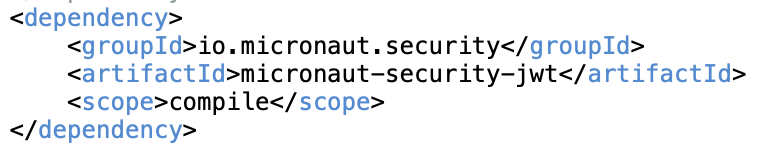 <dependency>
    <groupId>io.micronaut.security</groupId>
    <artifactId>micronaut-security-jwt</artifactId>
    <scope>compile</scope>
</dependency>